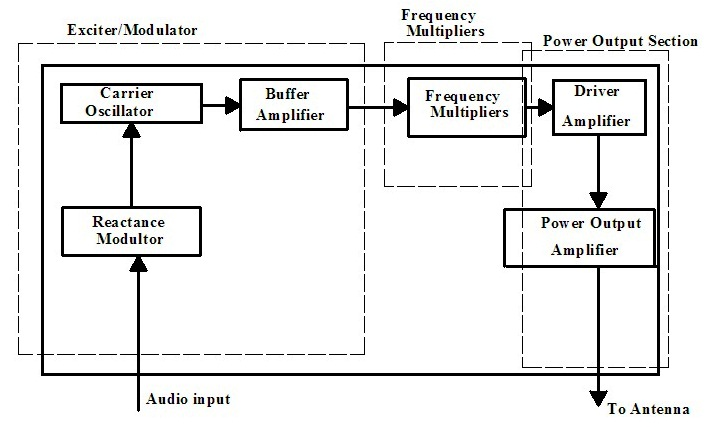 Exciter/Modulator
Frequency
Multipliers
Power Output Section
Carrier
Oscillator
Buffer
Amplifier
Frequency
Multipliers
Driver
Amplifier
Reactance
Modultor
Power Output
Amplifier
Audio input
To Antenna